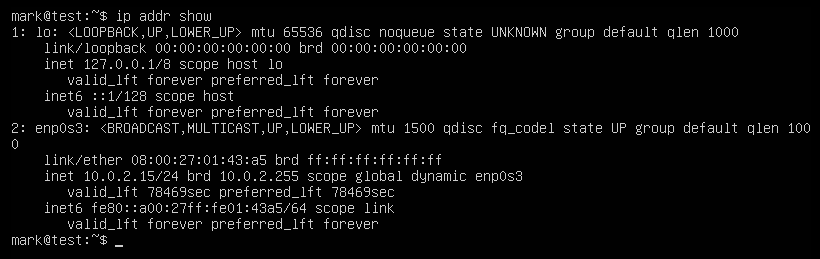 mark@test:~$ ip addr show
1: lo: <LOOPBACK,UP,LOWER_UP> mtu 65536 qdisc noqueue state UNKNOWN group default qlen 1000
    link/loopback 00:00:00:00:00:00 brd 00:00:00:00:00:00
    inet 127.0.0.1/8 scope host lo
       valid_lft forever preferred_lft forever
    inet6 ::1/128 scope host
       valid_lft forever preferred_lft forever
2: enp0s3: <BROADCAST,MULTICAST,UP,LOWER_UP> mtu 1500 qdisc fq_codel state UP group default qlen 100
0
    link/ether 08:00:27:01:43:a5 brd ff:ff:ff:ff:ff:ff
    inet 10.0.2.15/24 brd 10.0.2.255 scope global dynamic enp0s3
       valid_lft 78469sec preferred_lft 78469sec
    inet6 fe80::a00:27ff:fe01:43a5/64 scope link
       valid_lft forever preferred_lft forever
mark@test:~$ _